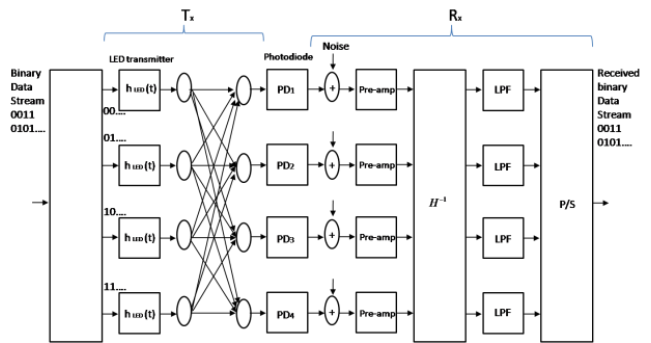 Tx
Rx
Noise
LED transmitter
Photodiode
Binary
Data
Stream
0011
0101....
h LED (t)
PD1
+
Pre-amp
LPF
Received
binary
Data
Stream
0011
0101....
00....
01....
h LED (t)
PD2
+
Pre-amp
LPF
H⁻¹
P/S
10....
h LED (t)
PD3
+
Pre-amp
LPF
11....
h LED (t)
PD4
+
Pre-amp
LPF